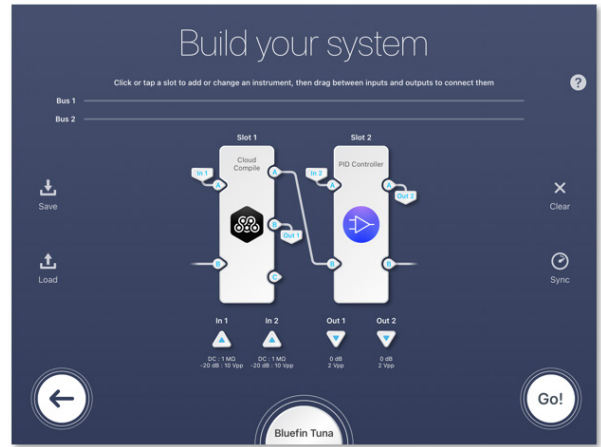 Build your system
Click or tap a slot to add or change an instrument, then drag between inputs and outputs to connect them
?
Bus 1
Bus 2
Slot 1
Slot 2
Cloud
Compile
PID Controller
In 1
A
A
In 2
A
A
Out 2
B
Out 1
B
C
B
B
Save
Load
Clear
Sync
In 1
In 2
Out 1
Out 2
DC : 1 MΩ
-20 dB : 10 Vpp
DC : 1 MΩ
-20 dB : 10 Vpp
0 dB
2 Vpp
0 dB
2 Vpp
Go!
Bluefin Tuna